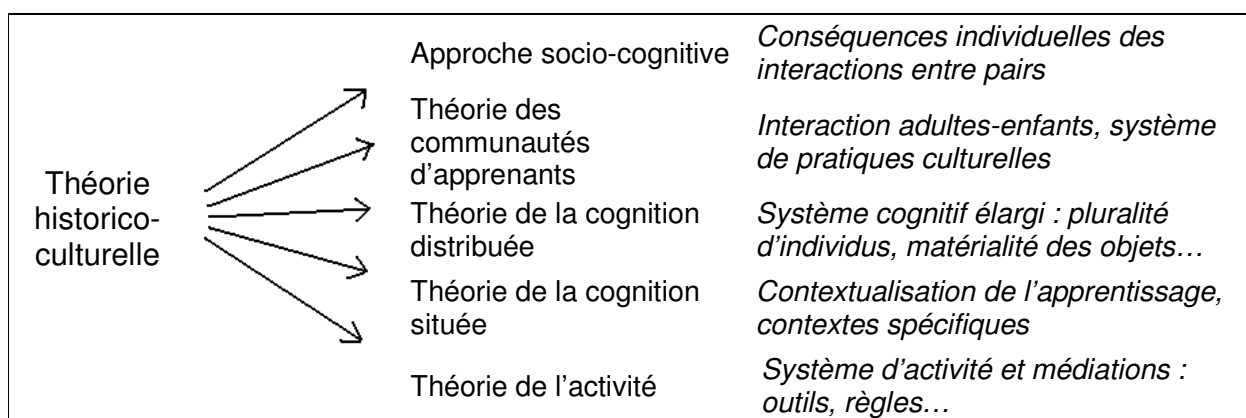 Théorie
historico-
culturelle
Approche socio-cognitive
Conséquences individuelles des
interactions entre pairs
Théorie des
communautés
d’apprenants
Interaction adultes-enfants, système
de pratiques culturelles
Théorie de la cognition
distribuée
Système cognitif élargi : pluralité
d’individus, matérialité des objets…
Théorie de la cognition
située
Contextualisation de l’apprentissage,
contextes spécifiques
Théorie de l’activité
Système d’activité et médiations :
outils, règles…